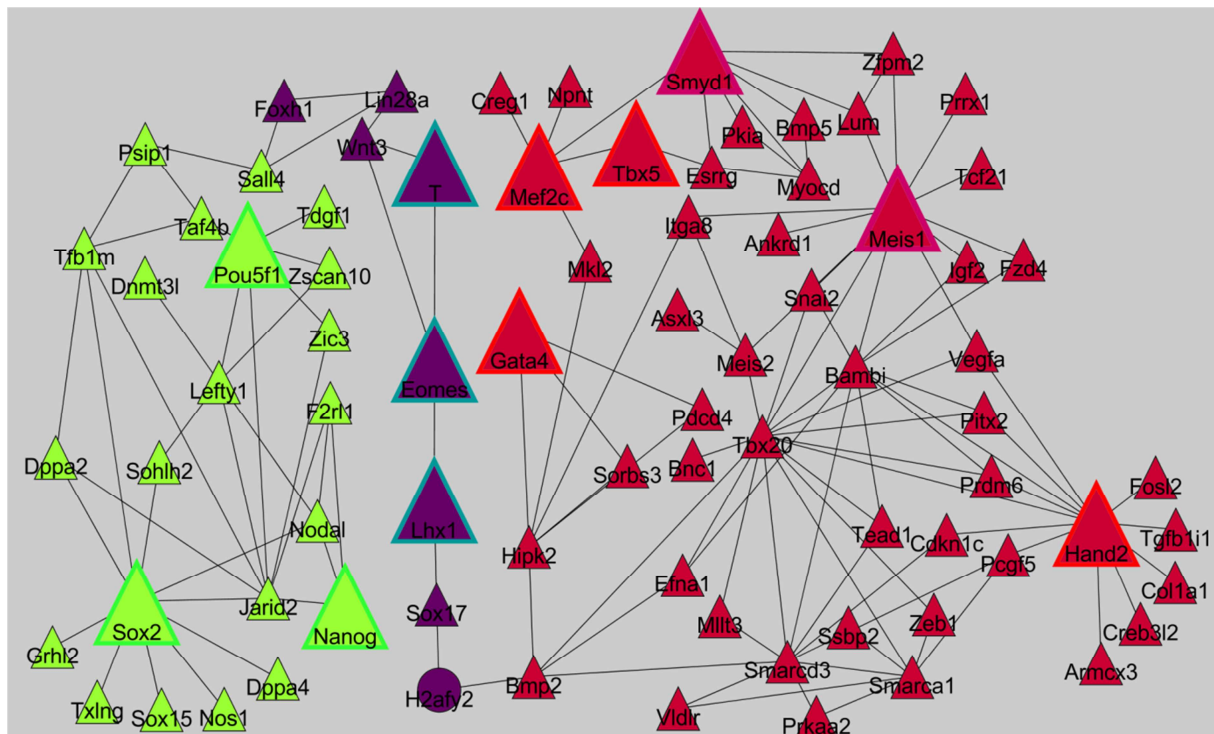 Smyd1
Zfpm2
Foxh1
Lin28a
Creg1
Npnt
Prrx1
Psip1
Wnt3
Pkia
Bmp5
Lum
Sall4
T
Mef2c
Tbx5
Esrrg
Myocd
Tcf21
Taf4b
Tdgf1
Itga8
Ankrd1
Meis1
Tfb1m
Pou5f1
Zscan10
Mkl2
Igf2
Fzd4
Dnmt3l
Snai2
Zic3
Asxl3
Gata4
Meis2
Vegfa
Lefty1
Eomes
Bambi
F2rl1
Pdcd4
Tbx20
Pitx2
Dppa2
Sohlh2
Sorbs3
Bnc1
Prdm6
Fosl2
Nodal
Lhx1
Hipk2
Tead1
Cdkn1c
Hand2
Tgfb1i1
Pcgf5
Efna1
Col1a1
Jarid2
Sox17
Sox2
Nanog
Mllt3
Ssbp2
Zeb1
Creb3l2
Grhl2
Smarcd3
Armcx3
Dppa4
H2afy2
Bmp2
Smarca1
Txlng
Sox15
Nos1
Vldlr
Prkaa2